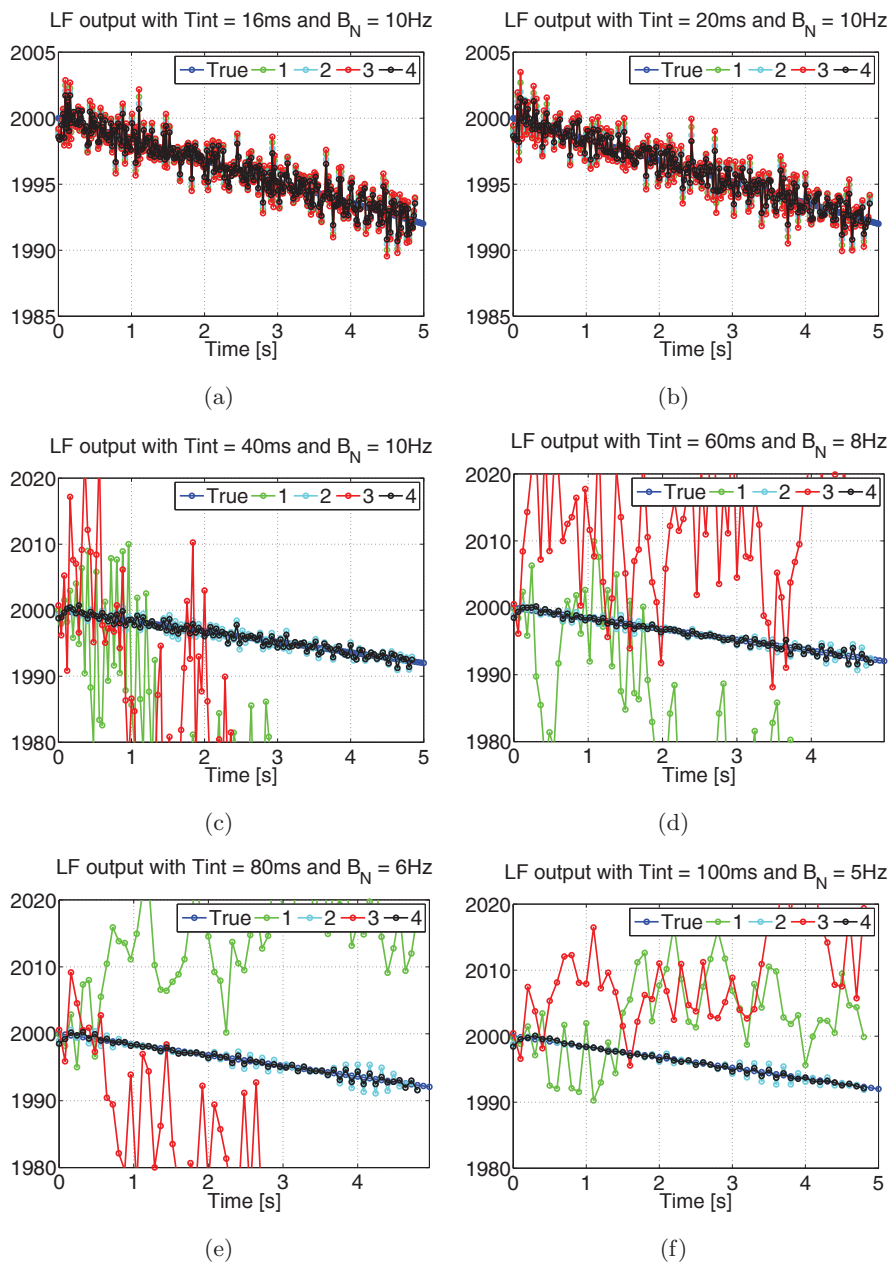 LF output with Tint = 16ms and B_N = 10Hz
2005
True 1 2 3 4
2000
1995
1990
1985
0 1 2 3 4 5
Time [s]
(a)
LF output with Tint = 20ms and B_N = 10Hz
2005
True 1 2 3 4
2000
1995
1990
1985
0 1 2 3 4 5
Time [s]
(b)
LF output with Tint = 40ms and B_N = 10Hz
2020
True 1 2 3 4
2010
2000
1990
1980
0 1 2 3 4 5
Time [s]
(c)
LF output with Tint = 60ms and B_N = 8Hz
2020
True 1 2 3 4
2010
2000
1990
1980
0 1 2 3 4
Time [s]
(d)
LF output with Tint = 80ms and B_N = 6Hz
2020
True 1 2 3 4
2010
2000
1990
1980
0 1 2 3 4
Time [s]
(e)
LF output with Tint = 100ms and B_N = 5Hz
2020
True 1 2 3 4
2010
2000
1990
1980
0 1 2 3 4 5
Time [s]
(f)